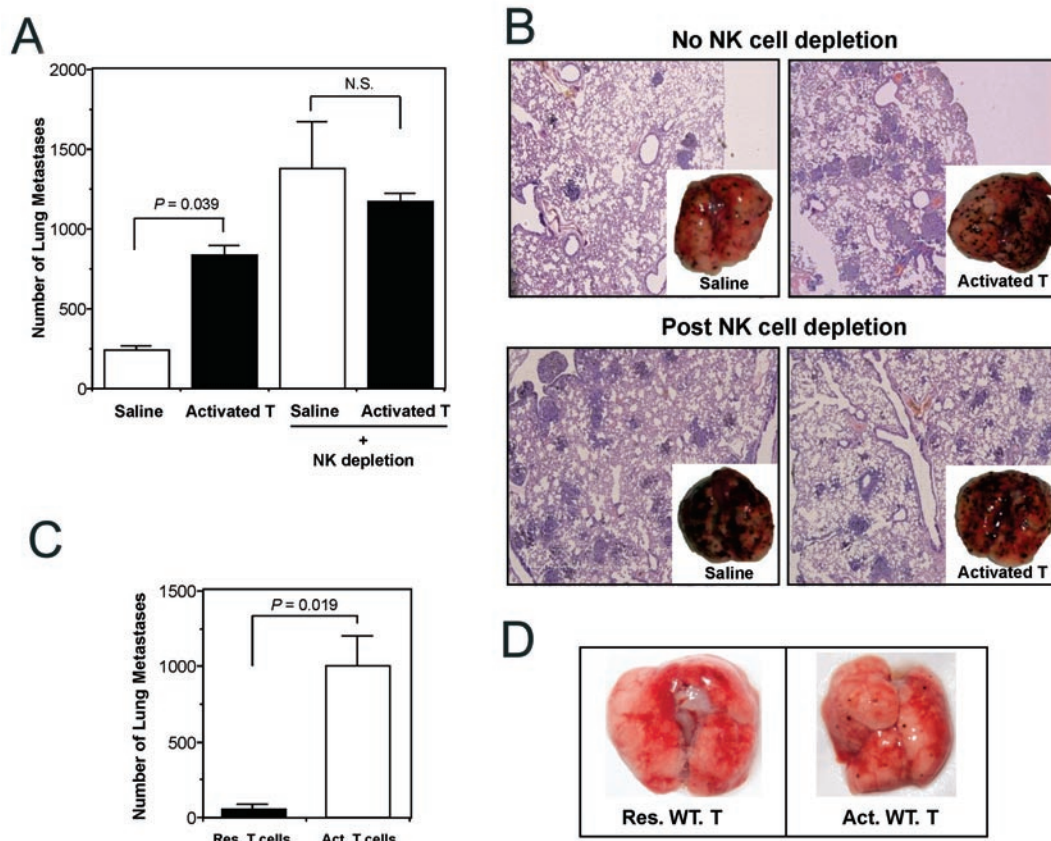 A
Number of Lung Metastases
2000
1500
1000
500
0
P = 0.039
N.S.
Saline
Activated T
Saline
Activated T
+
NK depletion
B
No NK cell depletion
Saline
Activated T
Post NK cell depletion
Saline
Activated T
C
Number of Lung Metastases
1500
1000
500
0
P = 0.019
Res. T cells
Act. T cells
D
Res. WT. T
Act. WT. T